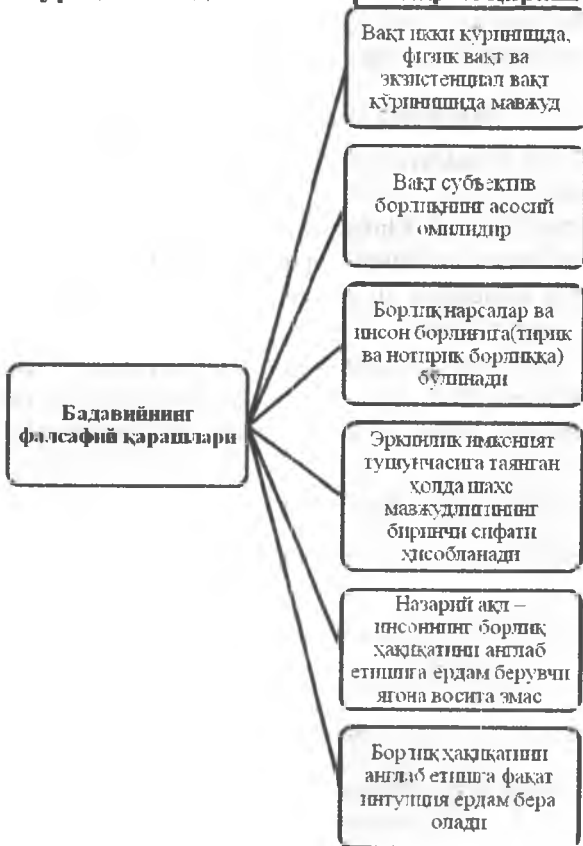 Вақт икки кўринишда,
физик вақт ва
экзистенциал вақт
кўринишида мавжуд
Вақт субъектив
борлиқнинг асосий
омилидир
Борлиқ нарсалар ва
инсон борлиғига(тирик
ва нотирик борлиққа)
бўлинади
Бадавийнинг
фалсафий қарашлари
Эркинлик имконият
тушунчасига таянган
ҳолда шахс
мавжудлигининг
биринчи сифати
ҳисобланади
Назарий ақл –
инсоннинг борлиқ
ҳақиқатини англаб
етишига ёрдам берувчи
ягона восита эмас
Борлиқ ҳақиқатини
англаб етишга фақат
интуиция ёрдам бера
олади